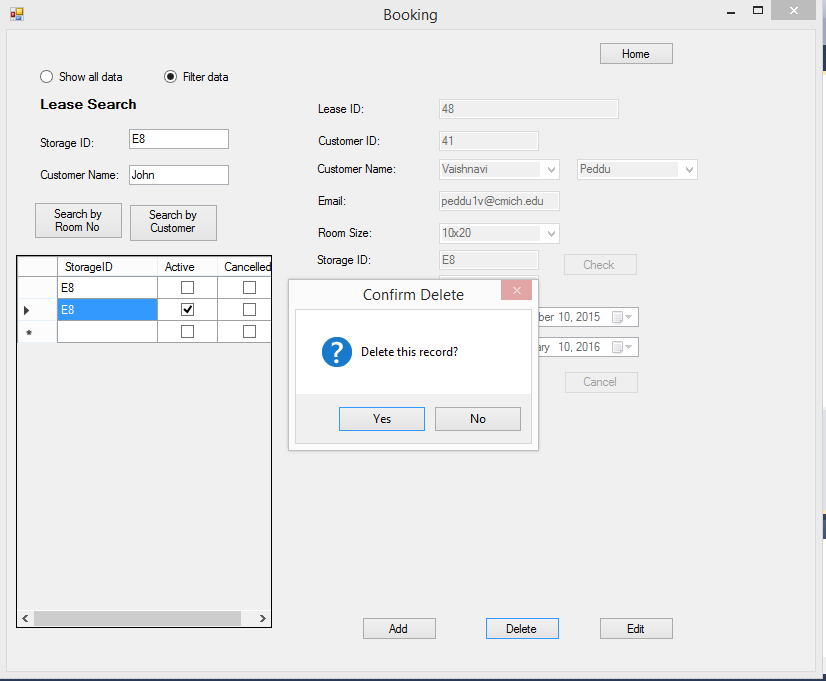 Booking
Home
Show all data
Filter data
Lease Search
Storage ID:
E8
Customer Name:
John
Search by
Room No
Search by
Customer
StorageID
Active
Cancelled
E8
E8
Lease ID:
48
Customer ID:
41
Customer Name:
Vaishnavi
Peddu
Email:
peddu1v@cmich.edu
Room Size:
10x20
Storage ID:
E8
Check
10, 2015
10, 2016
Cancel
Confirm Delete
Delete this record?
Yes
No
Add
Delete
Edit